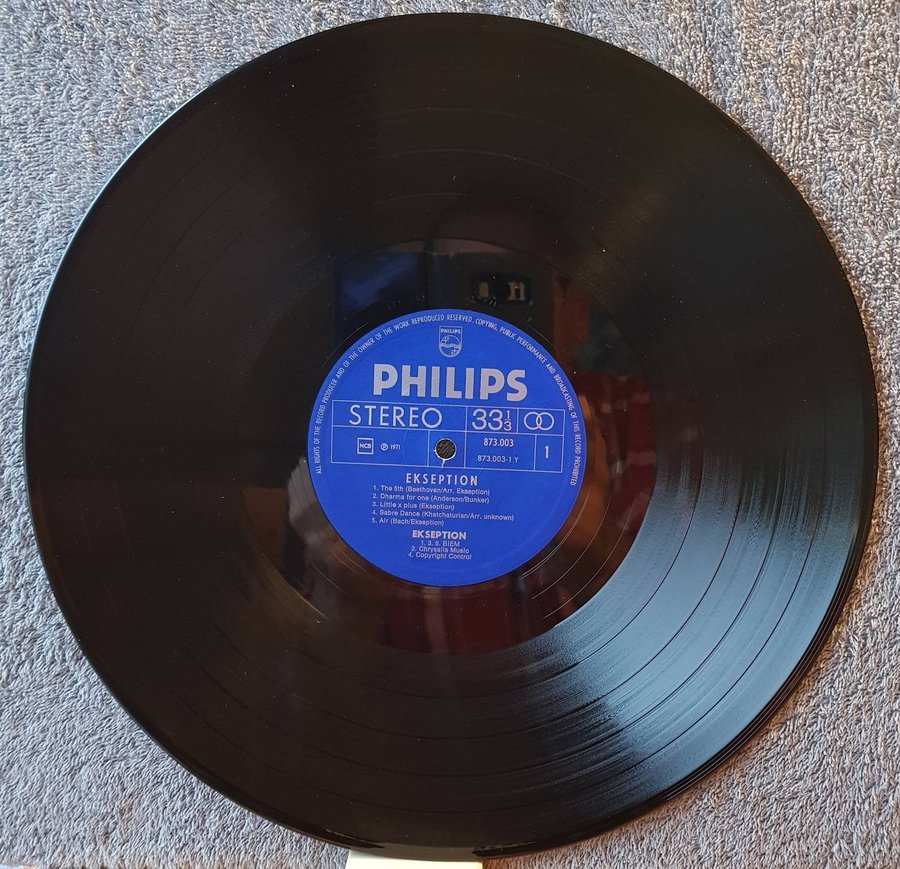 ALL RIGHTS OF THE RECORD PRODUCER AND OF THE OWNER OF THE WORK REPRODUCED RESERVED. COPYING, PUBLIC PERFORMANCE AND BROADCASTING OF THIS RECORD PROHIBITED
PHILIPS
PHILIPS
STEREO 33 1/3
NCB ℗ 1971 873.003 1
873.003-1 Y
EKSEPTION
1. The 5th (Beethoven/Arr. Ekseption)
2. Dharma for one (Anderson/Bunker)
3. Little x plus (Ekseption)
4. Sabre Dance (Khatchaturian/Arr. unknown)
5. Air (Bach/Ekseption)
EKSEPTION
1. 3. 5. BIEM
2. Chrysalis Music
4. Copyright Control